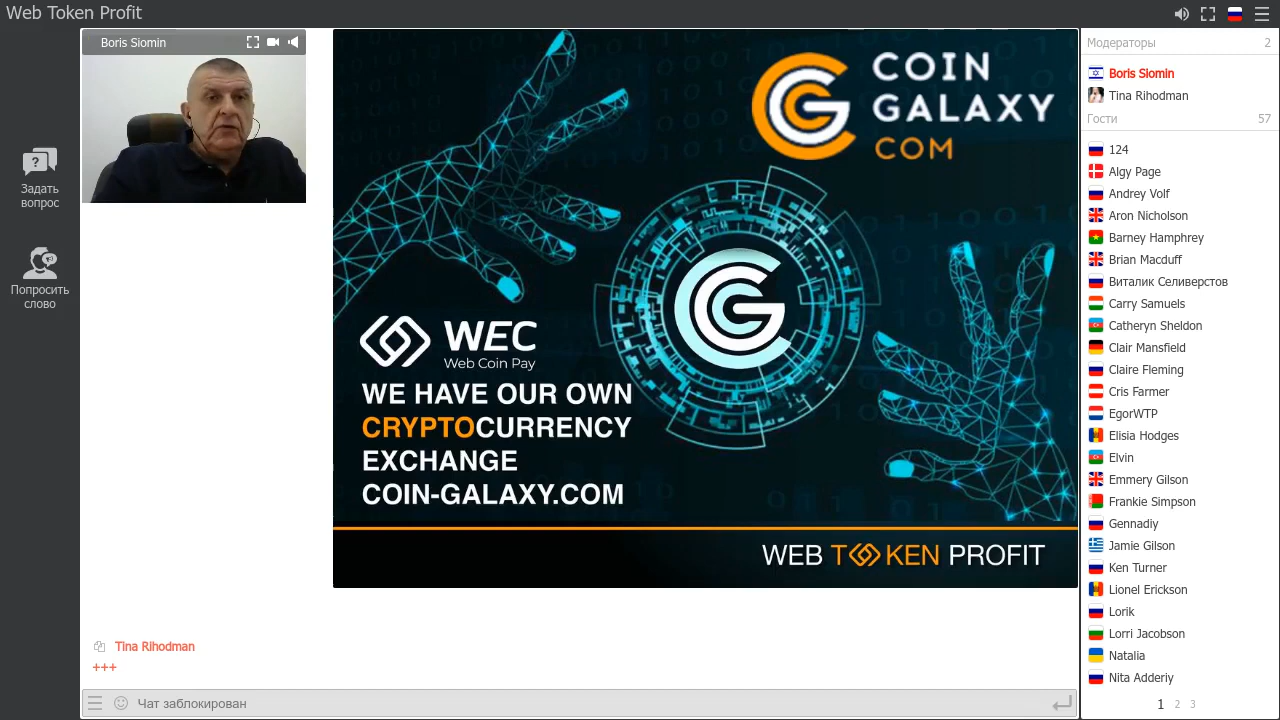 Web Token Profit
Boris Slomin
Задать
вопрос
Попросить
слово
COIN
GALAXY
COM
WEC
Web Coin Pay
WE HAVE OUR OWN
CRYPTOCURRENCY
EXCHANGE
COIN-GALAXY.COM
WEB TOKEN PROFIT
Tina Rihodman
+++
Чат заблокирован
Модераторы 2
Boris Slomin
Tina Rihodman
Гости 57
124
Algy Page
Andrey Volf
Aron Nicholson
Barney Hamphrey
Brian Macduff
Виталик Селиверстов
Carry Samuels
Catheryn Sheldon
Clair Mansfield
Claire Fleming
Cris Farmer
EgorWTP
Elisia Hodges
Elvin
Emmery Gilson
Frankie Simpson
Gennadiy
Jamie Gilson
Ken Turner
Lionel Erickson
Lorik
Lorri Jacobson
Natalia
Nita Adderiy
1 2 3